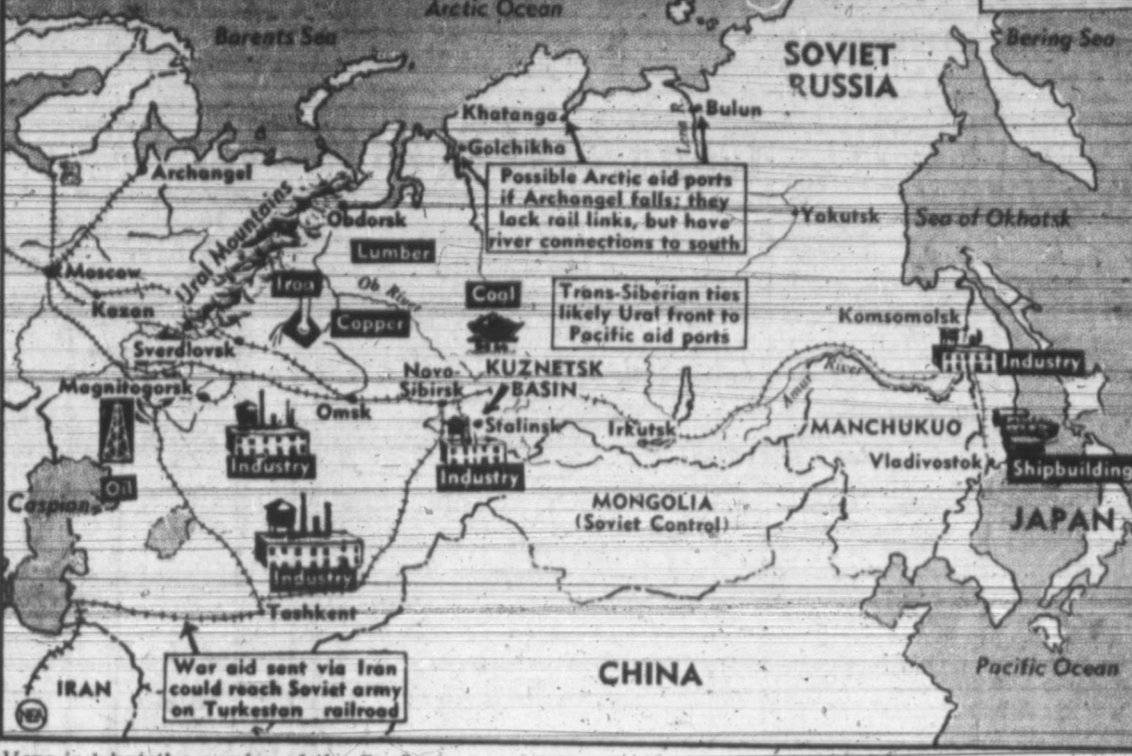 Arctic Ocean
Barents Sea
SOVIET
RUSSIA
Bering Sea
Khatanga
Lena R.
Bulun
Golchikha
Archangel
Possible Arctic aid ports
if Archangel falls; they
lack rail links, but have
river connections to south
Ural Mountains
Obdorsk
Yakutsk
Sea of Okhotsk
Lumber
Moscow
Iron
Ob River
Coal
Trans-Siberian ties
likely Ural front to
Pacific aid ports
Kazan
Copper
Komsomolsk
Sverdlovsk
Industry
Magnitogorsk
Novo-
Sibirsk
KUZNETSK
BASIN
Amur River
Omsk
Stalinsk
Irkutsk
MANCHUKUO
Industry
Industry
Vladivostok
Shipbuilding
Oil
Caspian
MONGOLIA
(Soviet Control)
JAPAN
Industry
Tashkent
War aid sent via Iran
could reach Soviet army
on Turkestan railroad
IRAN
CHINA
Pacific Ocean
NEA